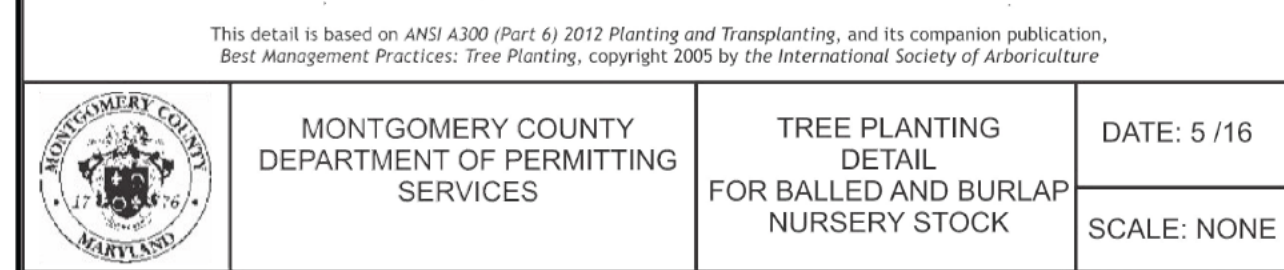 This detail is based on ANSI A300 (Part 6) 2012 Planting and Transplanting, and its companion publication,
Best Management Practices: Tree Planting, copyright 2005 by the International Society of Arboriculture
MONTGOMERY COUNTY
17 76
MARYLAND
MONTGOMERY COUNTY
DEPARTMENT OF PERMITTING
SERVICES
TREE PLANTING
DETAIL
FOR BALLED AND BURLAP
NURSERY STOCK
DATE: 5 /16
SCALE: NONE